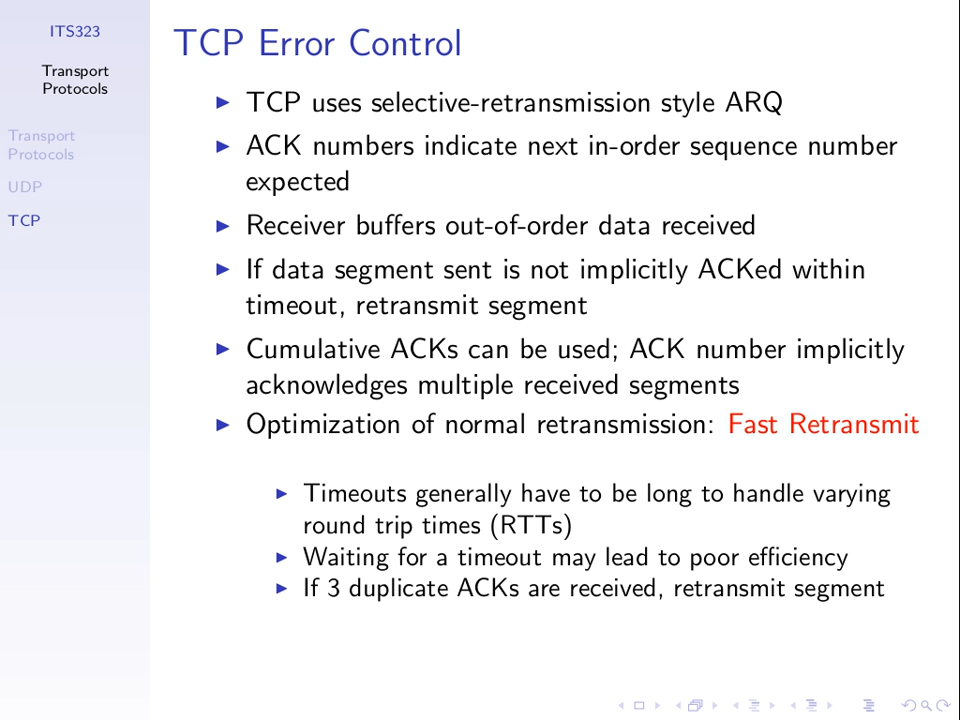 ITS323
Transport
Protocols
Transport
Protocols
UDP
TCP
TCP Error Control
TCP uses selective-retransmission style ARQ
ACK numbers indicate next in-order sequence number
expected
Receiver buffers out-of-order data received
If data segment sent is not implicitly ACKed within
timeout, retransmit segment
Cumulative ACKs can be used; ACK number implicitly
acknowledges multiple received segments
Optimization of normal retransmission: Fast Retransmit
Timeouts generally have to be long to handle varying
round trip times (RTTs)
Waiting for a timeout may lead to poor efficiency
If 3 duplicate ACKs are received, retransmit segment